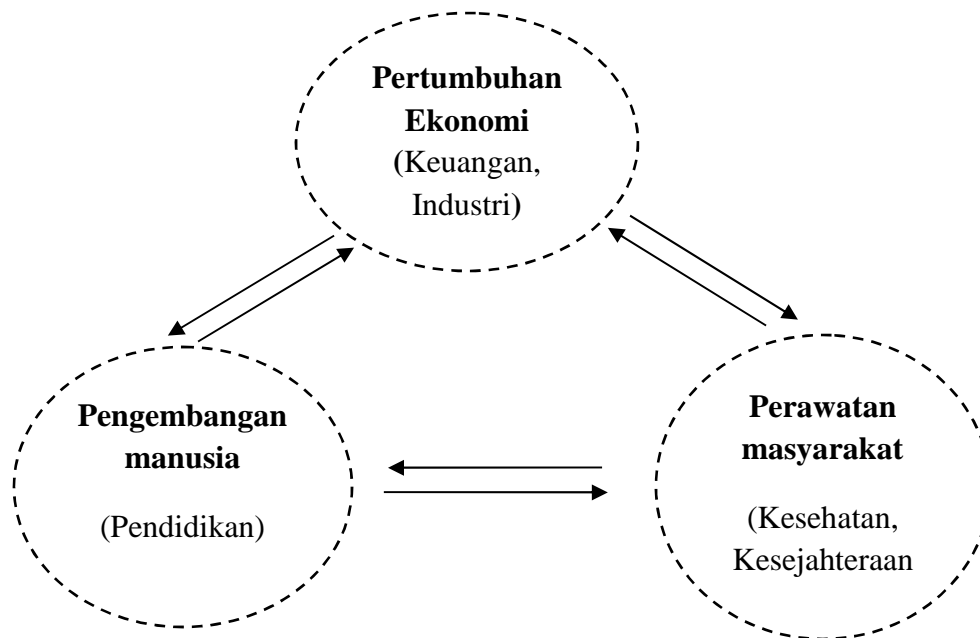 Pertumbuhan
Ekonomi
(Keuangan,
Industri)
Pengembangan
manusia
(Pendidikan)
Perawatan
masyarakat
(Kesehatan,
Kesejahteraan